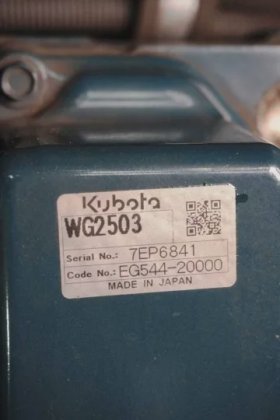 Kubota
WG2503
Serial No.: 7EP6841
Code No.: EG544-20000
MADE IN JAPAN